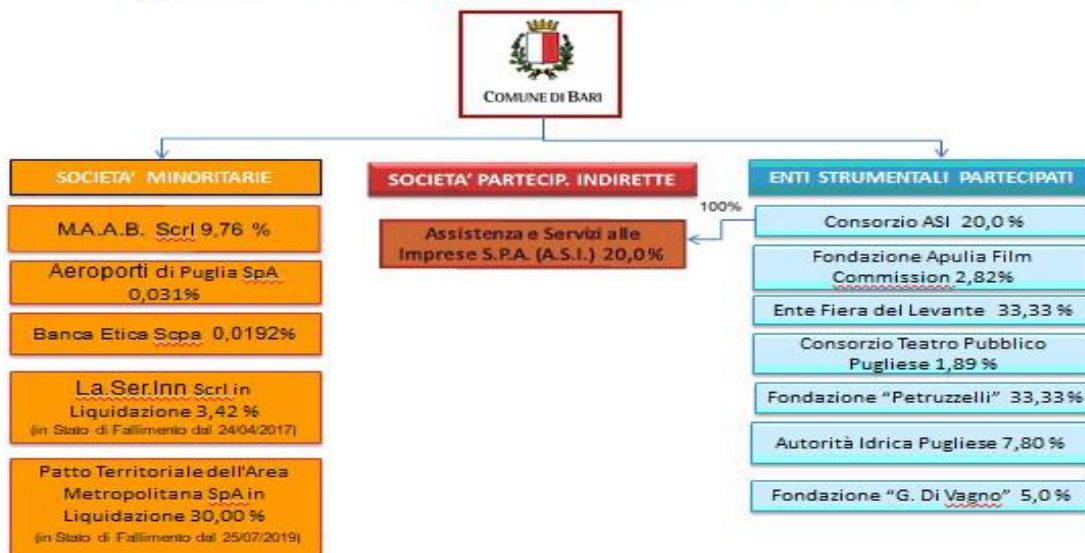 COMUNE DI BARI
SOCIETA' MINORITARIE
M.A.A.B. Scrl 9,76 %
Aeroporti di Puglia SpA
0,031%
Banca Etica Scpa 0,0192%
La.Ser.Inn Scrl in
Liquidazione 3,42 %
(in Stato di Fallimento dal 24/04/2017)
Patto Territoriale dell'Area
Metropolitana SpA in
Liquidazione 30,00 %
(in Stato di Fallimento dal 25/07/2019)
SOCIETA' PARTECIP. INDIRETTE
100%
Assistenza e Servizi alle
Imprese S.P.A. (A.S.I.) 20,0%
ENTI STRUMENTALI PARTECIPATI
Consorzio ASI 20,0 %
Fondazione Apulia Film
Commission 2,82%
Ente Fiera del Levante 33,33 %
Consorzio Teatro Pubblico
Pugliese 1,89 %
Fondazione "Petruzzelli" 33,33%
Autorità Idrica Pugliese 7,80 %
Fondazione "G. Di Vagno" 5,0 %